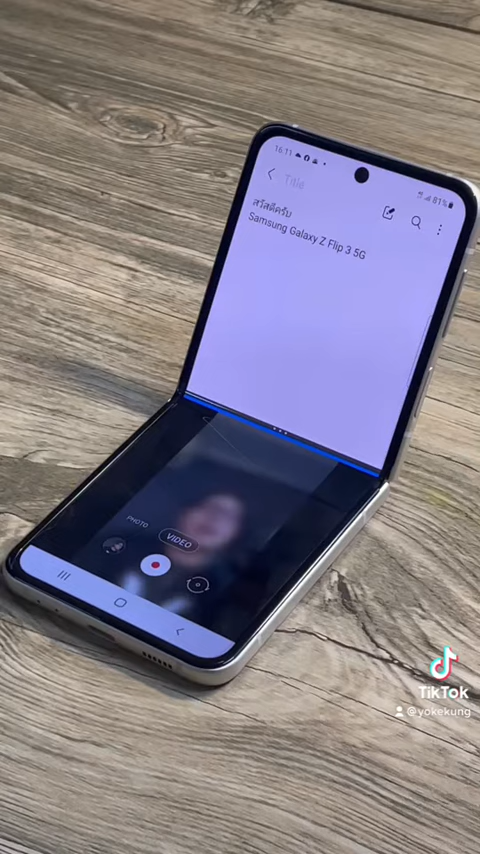 16:11
81%
Title
สวัสดีครับ
Samsung Galaxy Z Flip 3 5G
PHOTO
VIDEO
TikTok
@yokekung